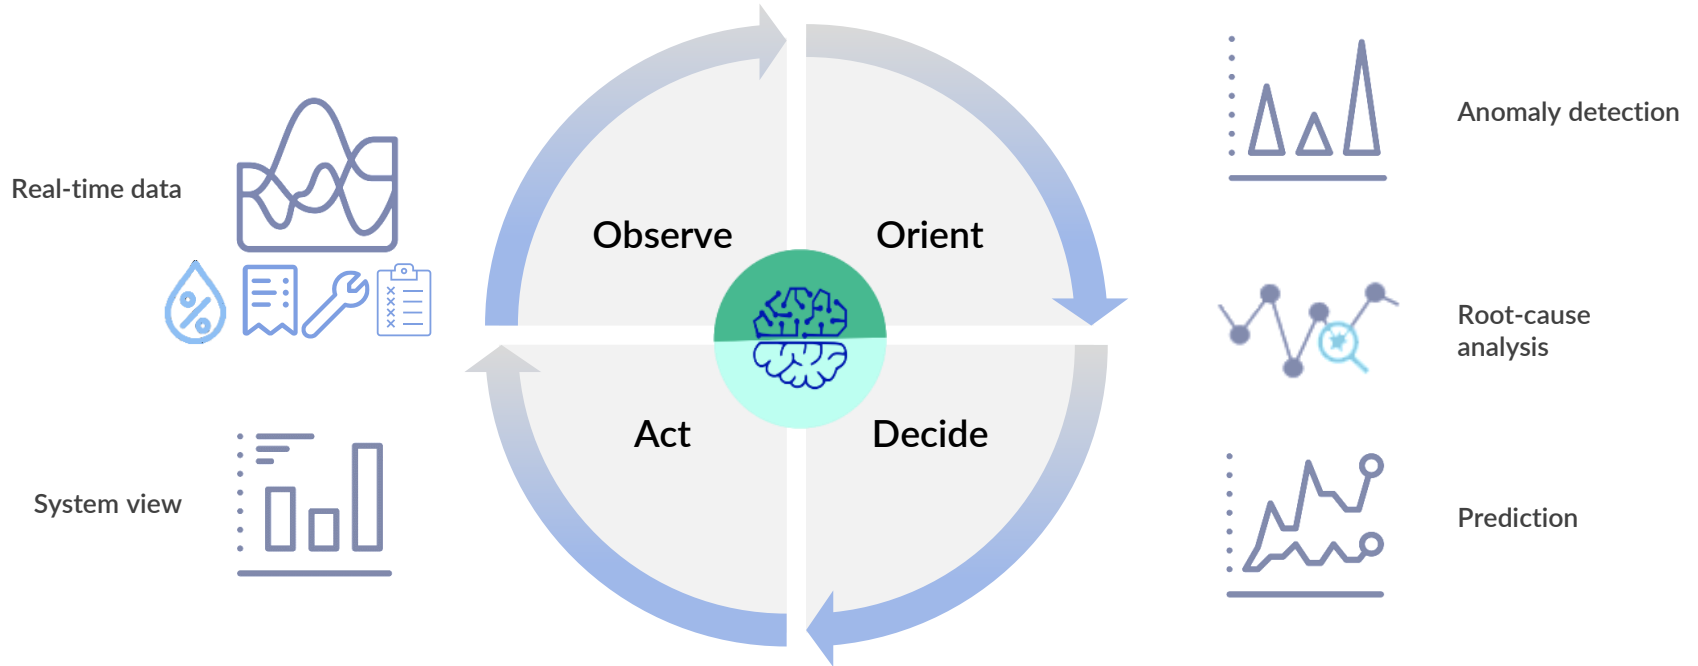 Real-time data
System view
Observe
Orient
Act
Decide
Anomaly detection
Root-cause
analysis
Prediction